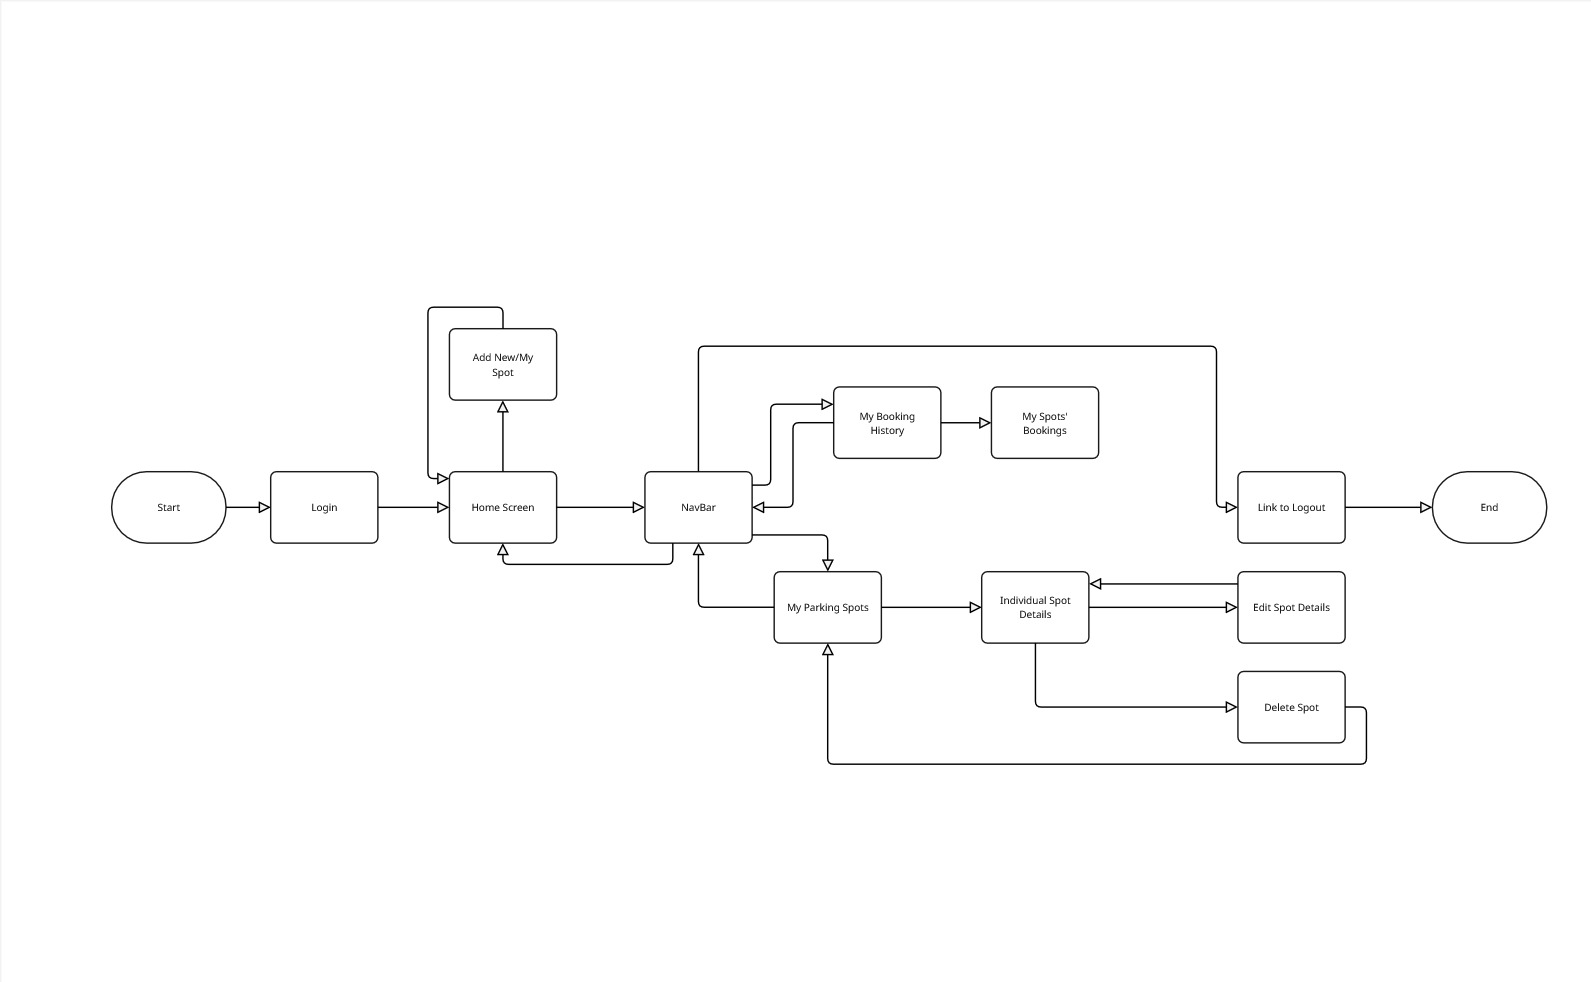 Add New/My
Spot
My Booking
History
My Spots'
Bookings
Start
Login
Home Screen
NavBar
Link to Logout
End
My Parking Spots
Individual Spot
Details
Edit Spot Details
Delete Spot